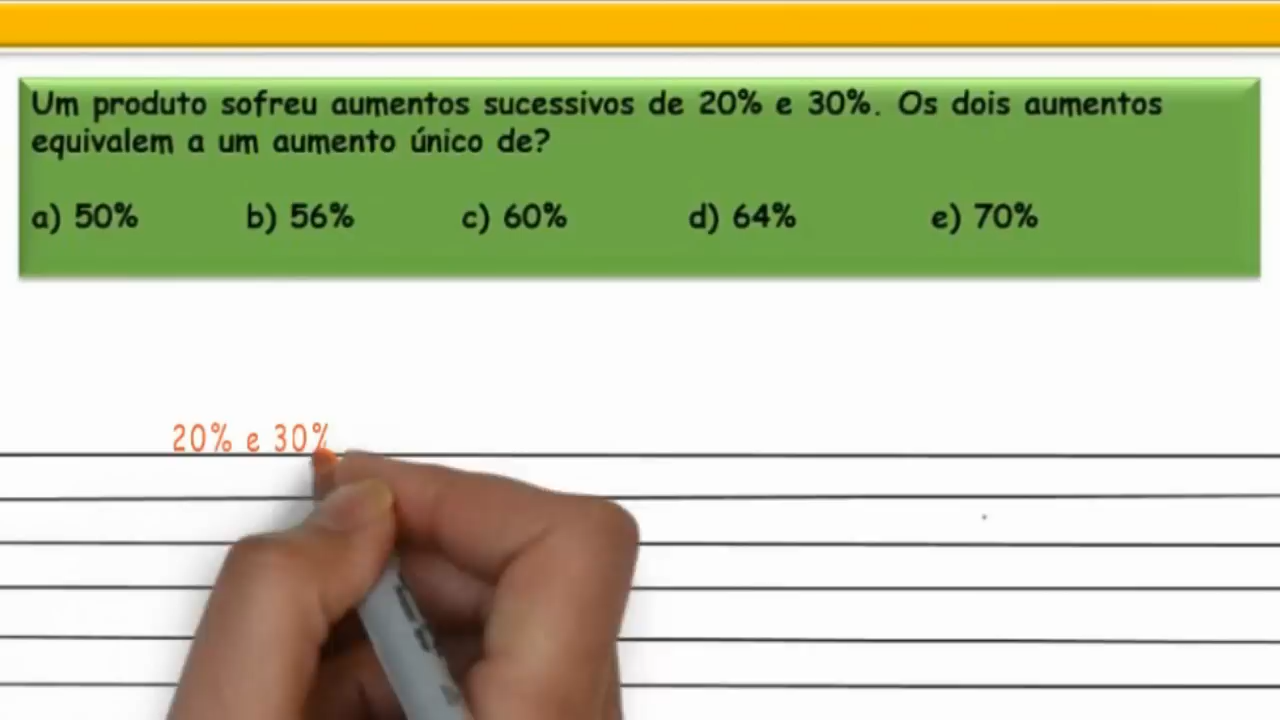 Um produto sofreu aumentos sucessivos de 20% e 30%. Os dois aumentos
equivalem a um aumento único de?
a) 50% b) 56% c) 60% d) 64% e) 70%
20% e 30%